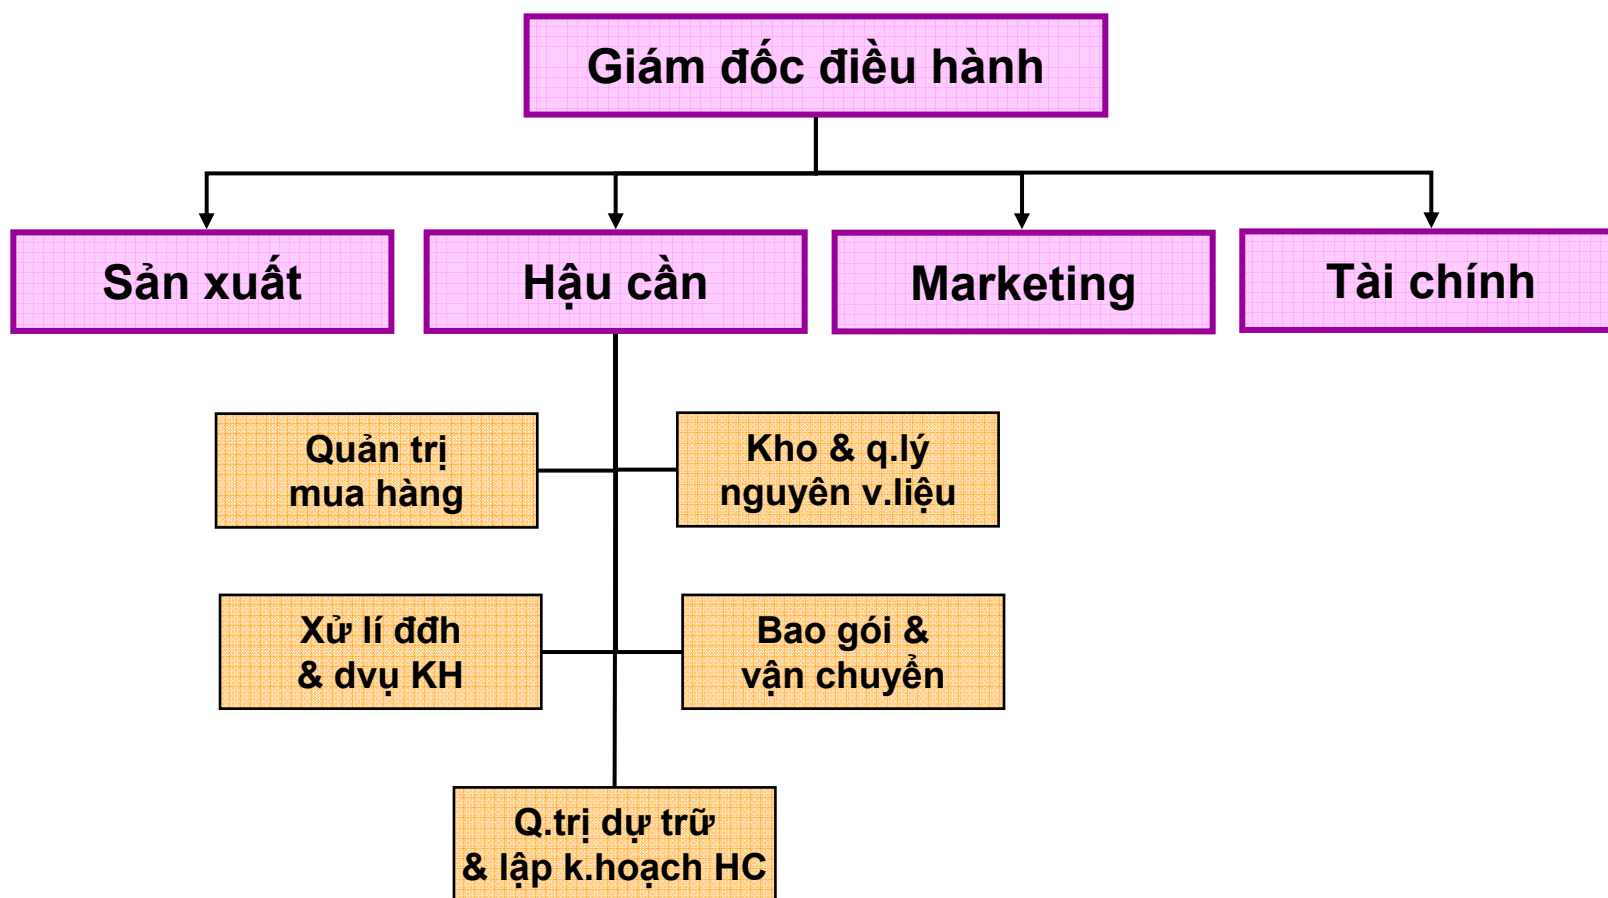 Giám đốc điều hành
Sản xuất
Hậu cần
Marketing
Tài chính
Quản trị
mua hàng
Kho & q.lý
nguyên v.liệu
Xử lí đđh
& dvụ KH
Bao gói &
vận chuyển
Q.trị dự trữ
& lập k.hoạch HC